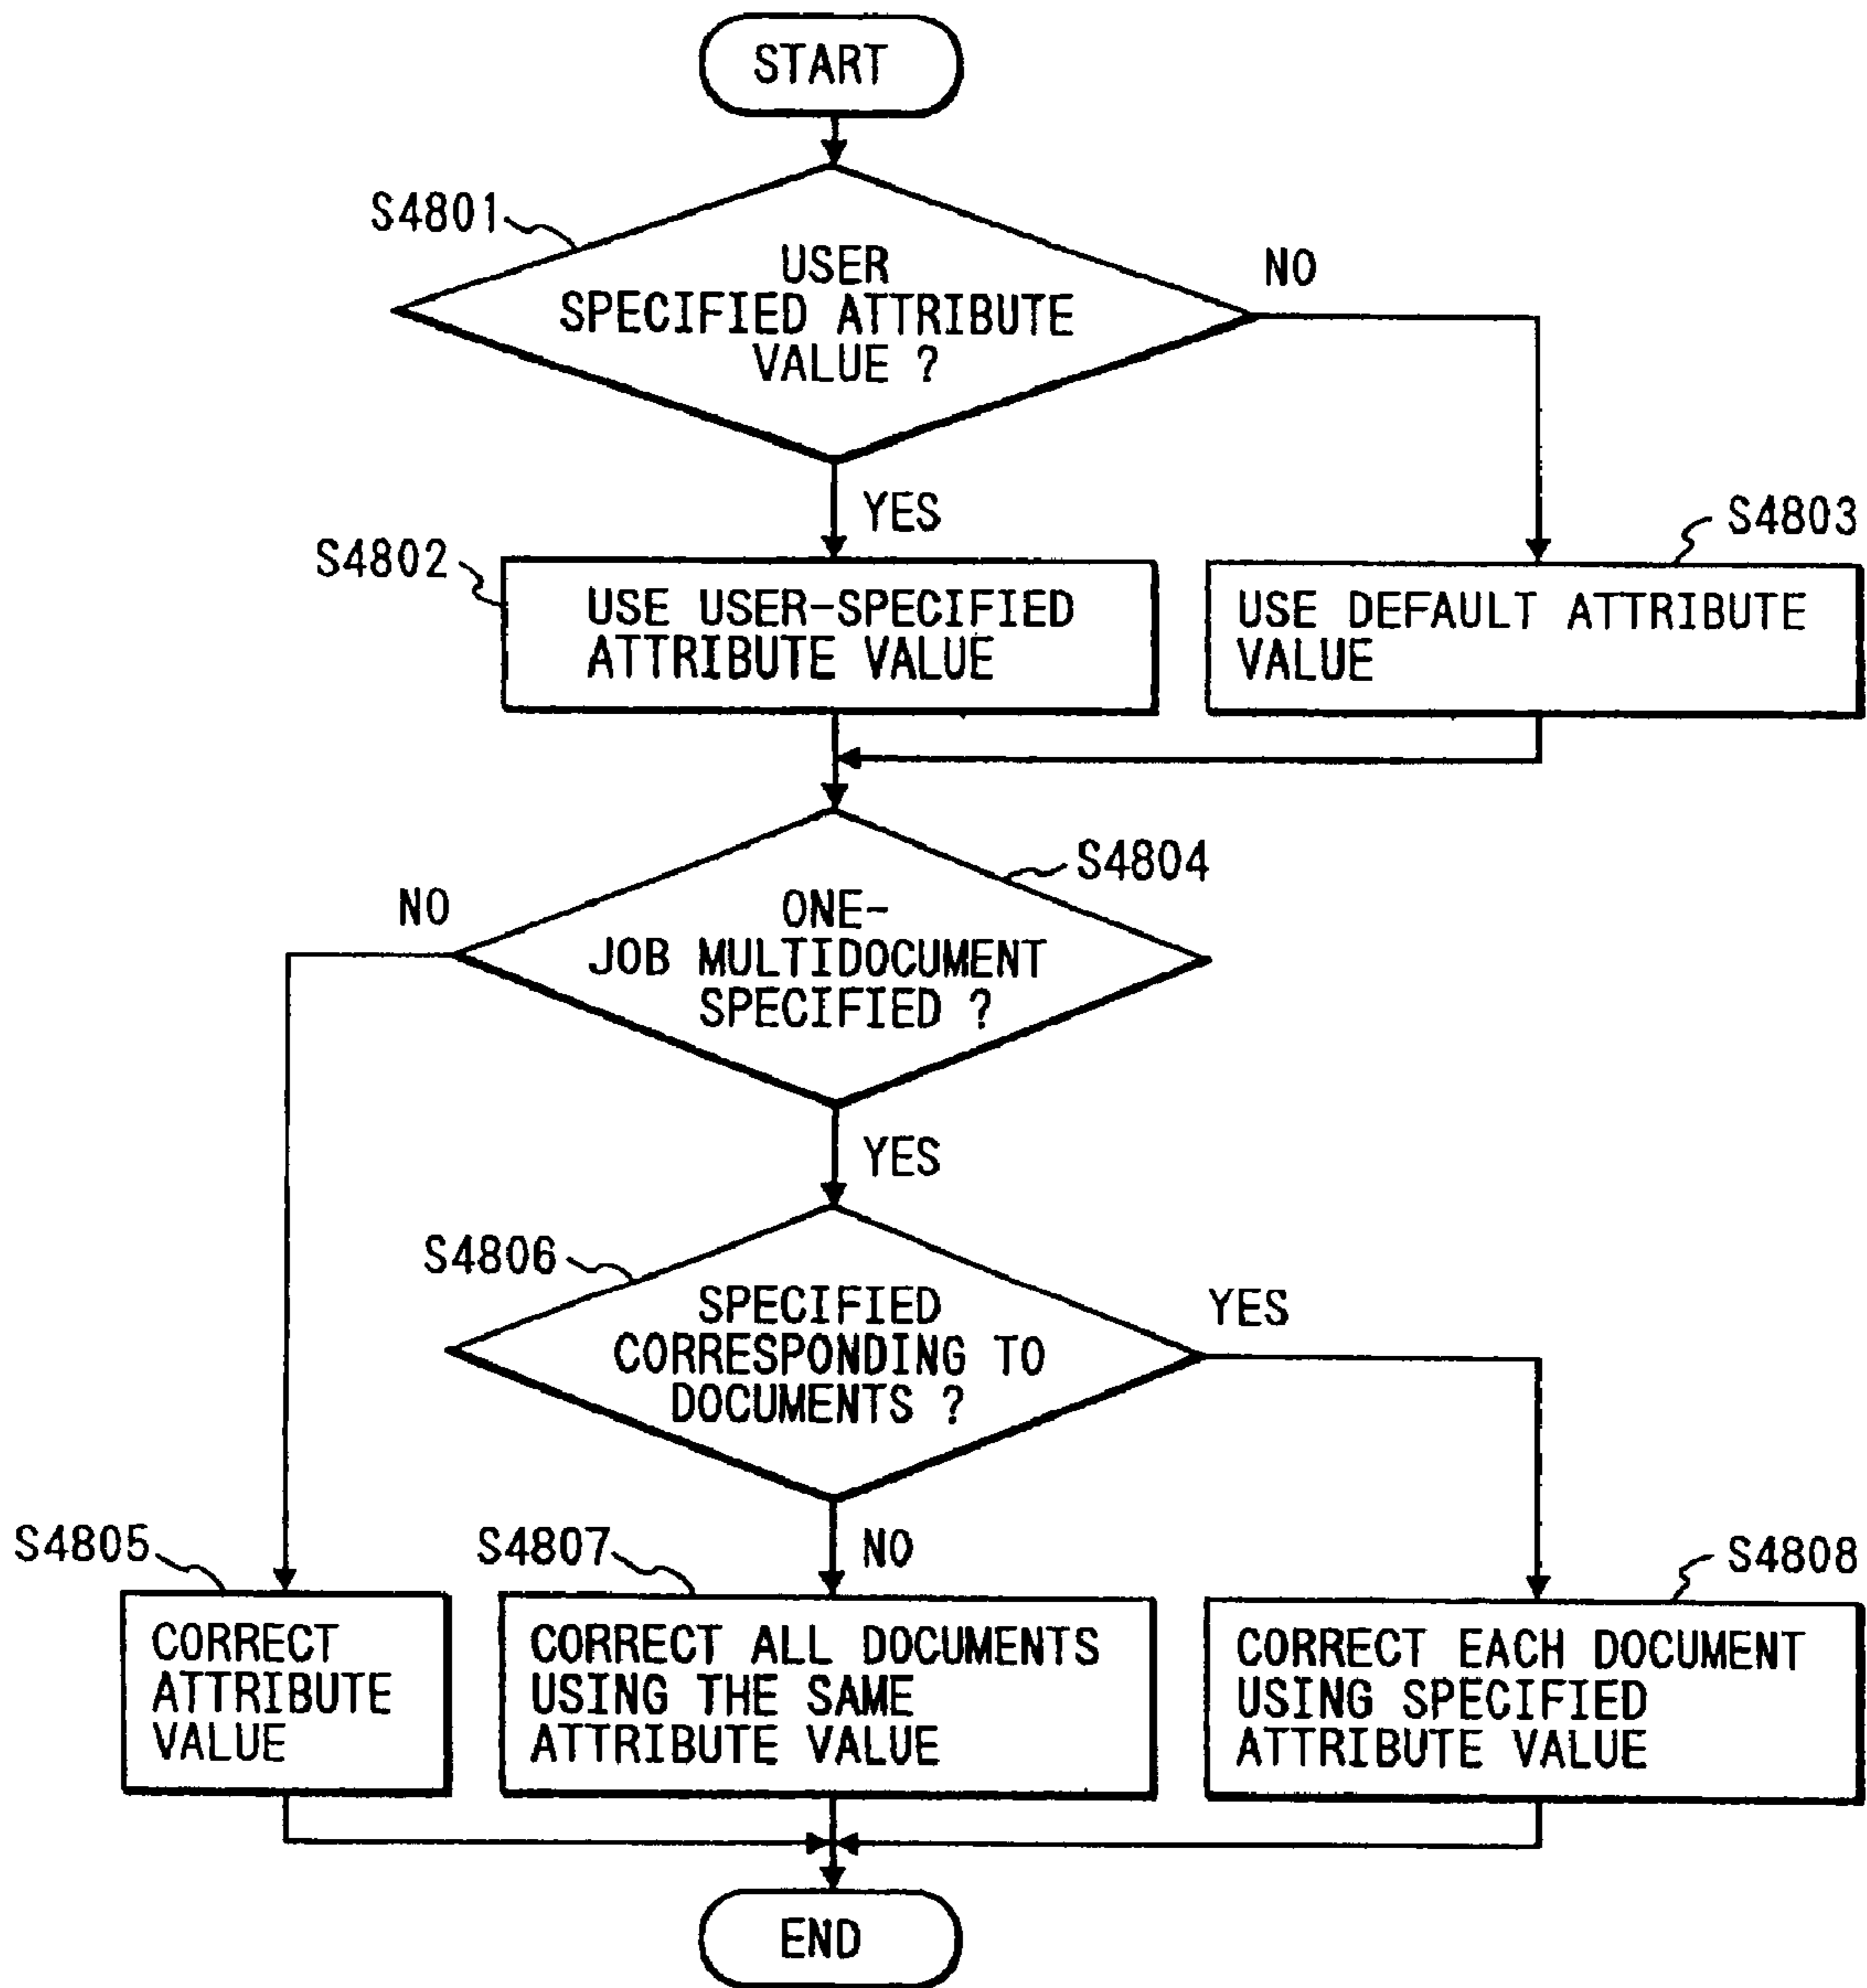 START
S4801
USER
SPECIFIED ATTRIBUTE
VALUE ?
NO
YES
S4802
USE USER-SPECIFIED
ATTRIBUTE VALUE
S4803
USE DEFAULT ATTRIBUTE
VALUE
S4804
NO
ONE-
JOB MULTIDOCUMENT
SPECIFIED ?
YES
S4806
SPECIFIED
CORRESPONDING TO
DOCUMENTS ?
YES
NO
S4805
CORRECT
ATTRIBUTE
VALUE
S4807
CORRECT ALL DOCUMENTS
USING THE SAME
ATTRIBUTE VALUE
S4808
CORRECT EACH DOCUMENT
USING SPECIFIED
ATTRIBUTE VALUE
END